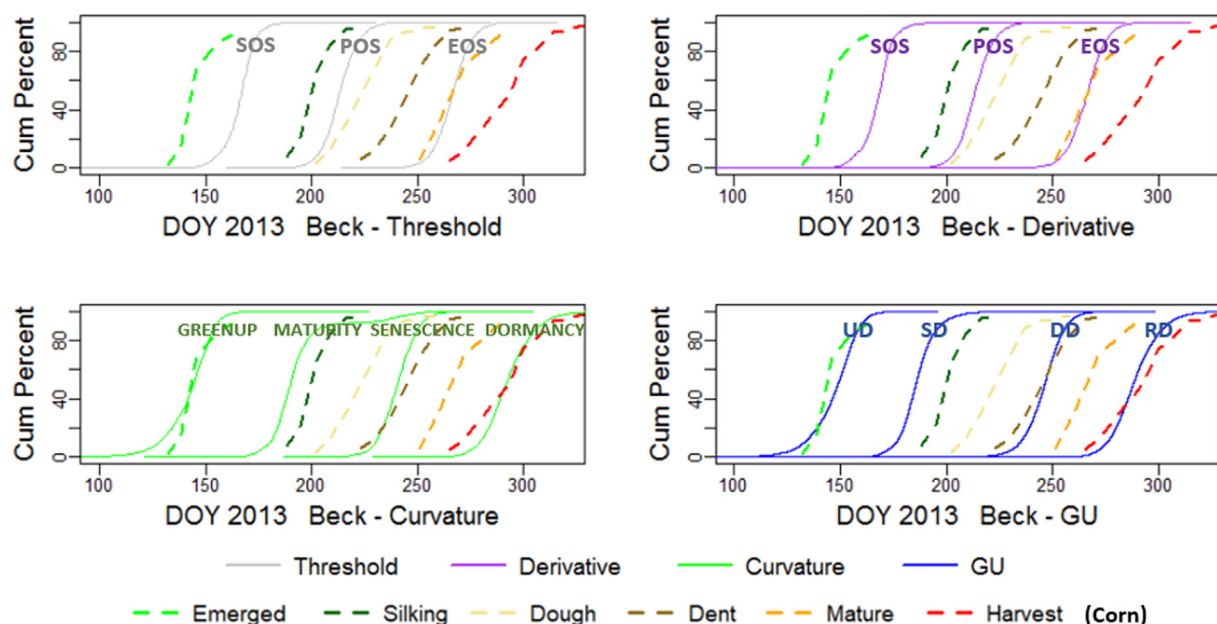 Cum Percent
0 40 80
SOS POS EOS
100 150 200 250 300
DOY 2013 Beck - Threshold
Cum Percent
0 40 80
SOS POS EOS
100 150 200 250 300
DOY 2013 Beck - Derivative
Cum Percent
0 40 80
GREENUP MATURITY SENESCENCE DORMANCY
100 150 200 250 300
DOY 2013 Beck - Curvature
Cum Percent
0 40 80
UD SD DD RD
100 150 200 250 300
DOY 2013 Beck - GU
Threshold Derivative Curvature GU
Emerged Silking Dough Dent Mature Harvest (Corn)